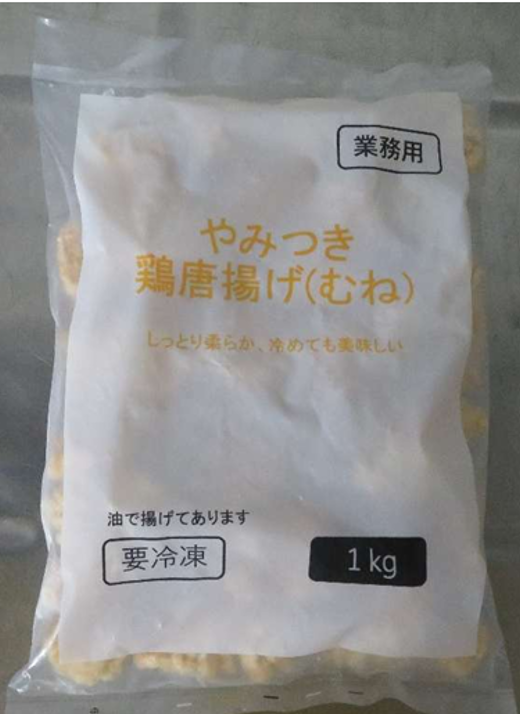 業務用
やみつき
鶏唐揚げ(むね)
しっとり柔らか、冷めても美味しい
油で揚げてあります
要冷凍
1kg